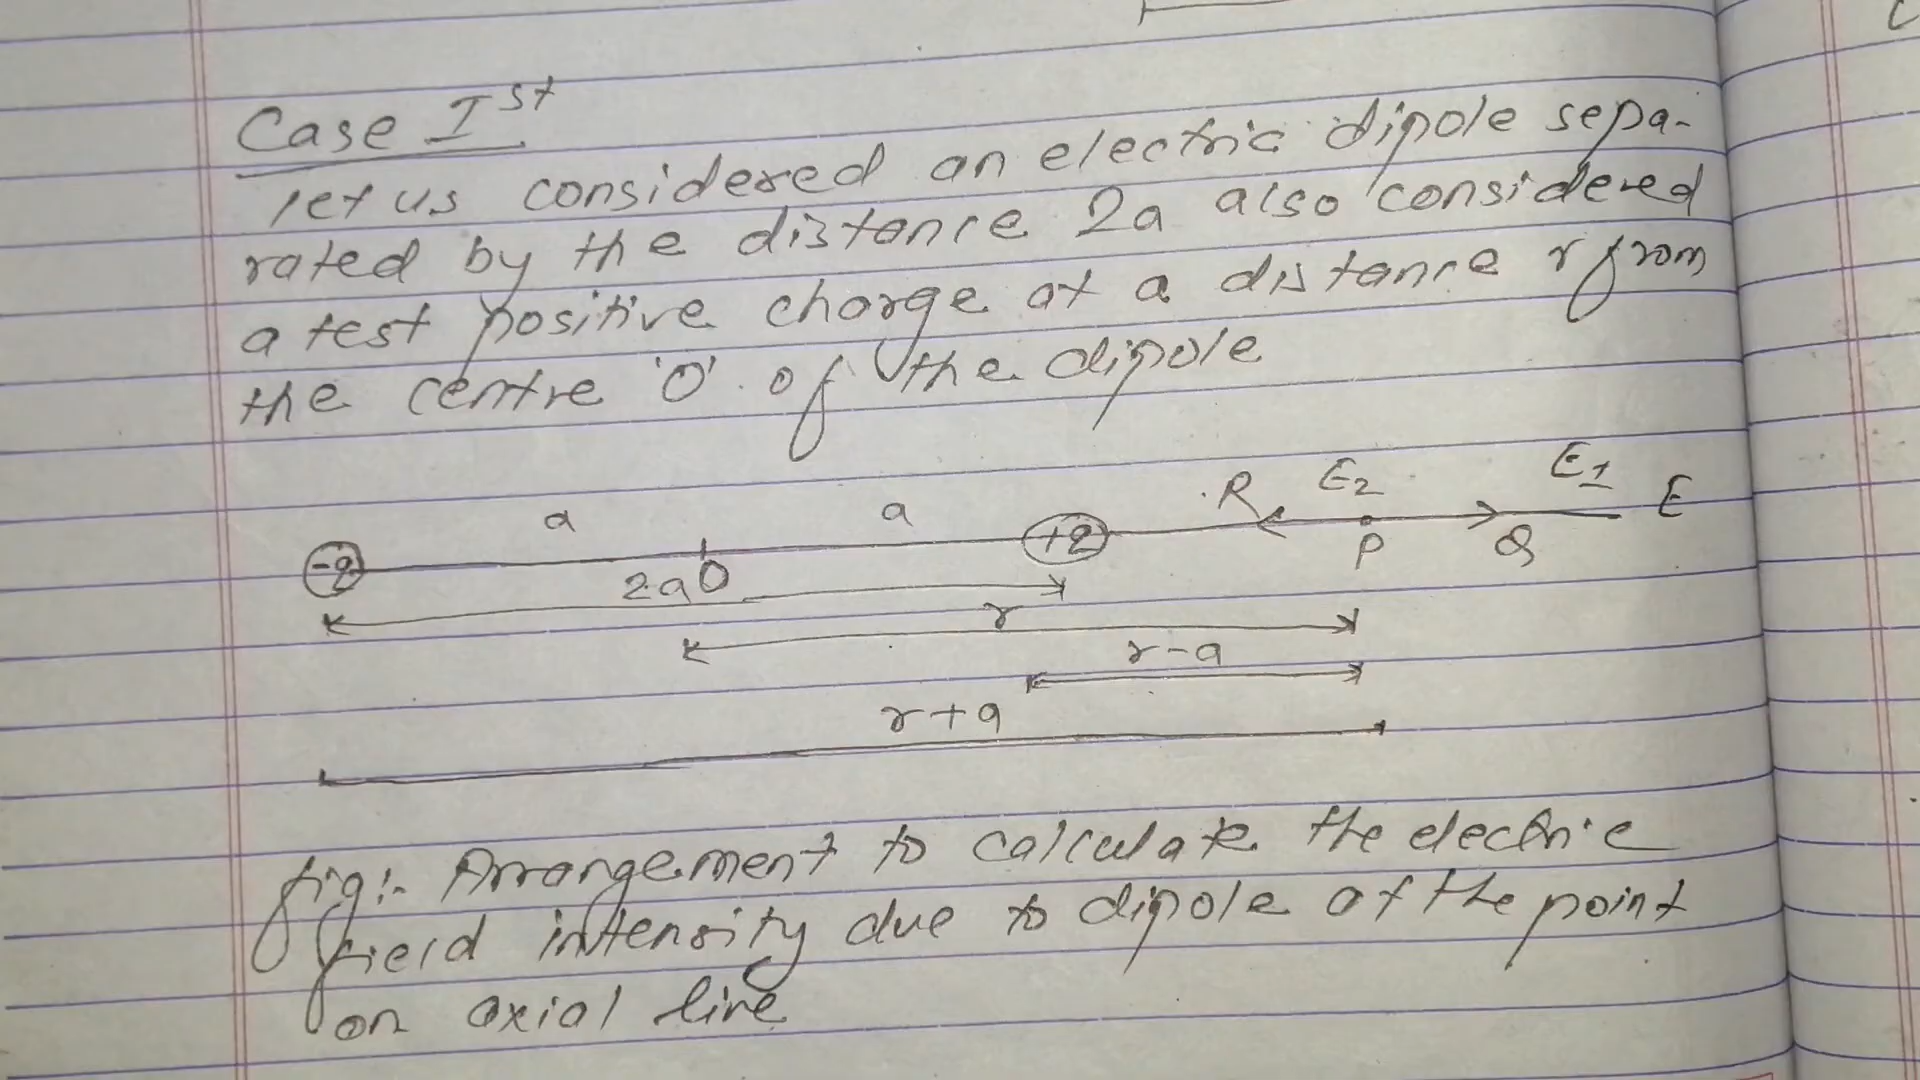 Case Ist
let us considered an electric dipole sepa-
rated by the distance 2a also considered
a test positive charge at a distance r from
the centre 'O' of the dipole
a a R E2 E1 E
-q 2a O +q P Q
r
r-a
r+a
fig:- Arrangement to calculate the electric
field intensity due to dipole at the point
on axial line